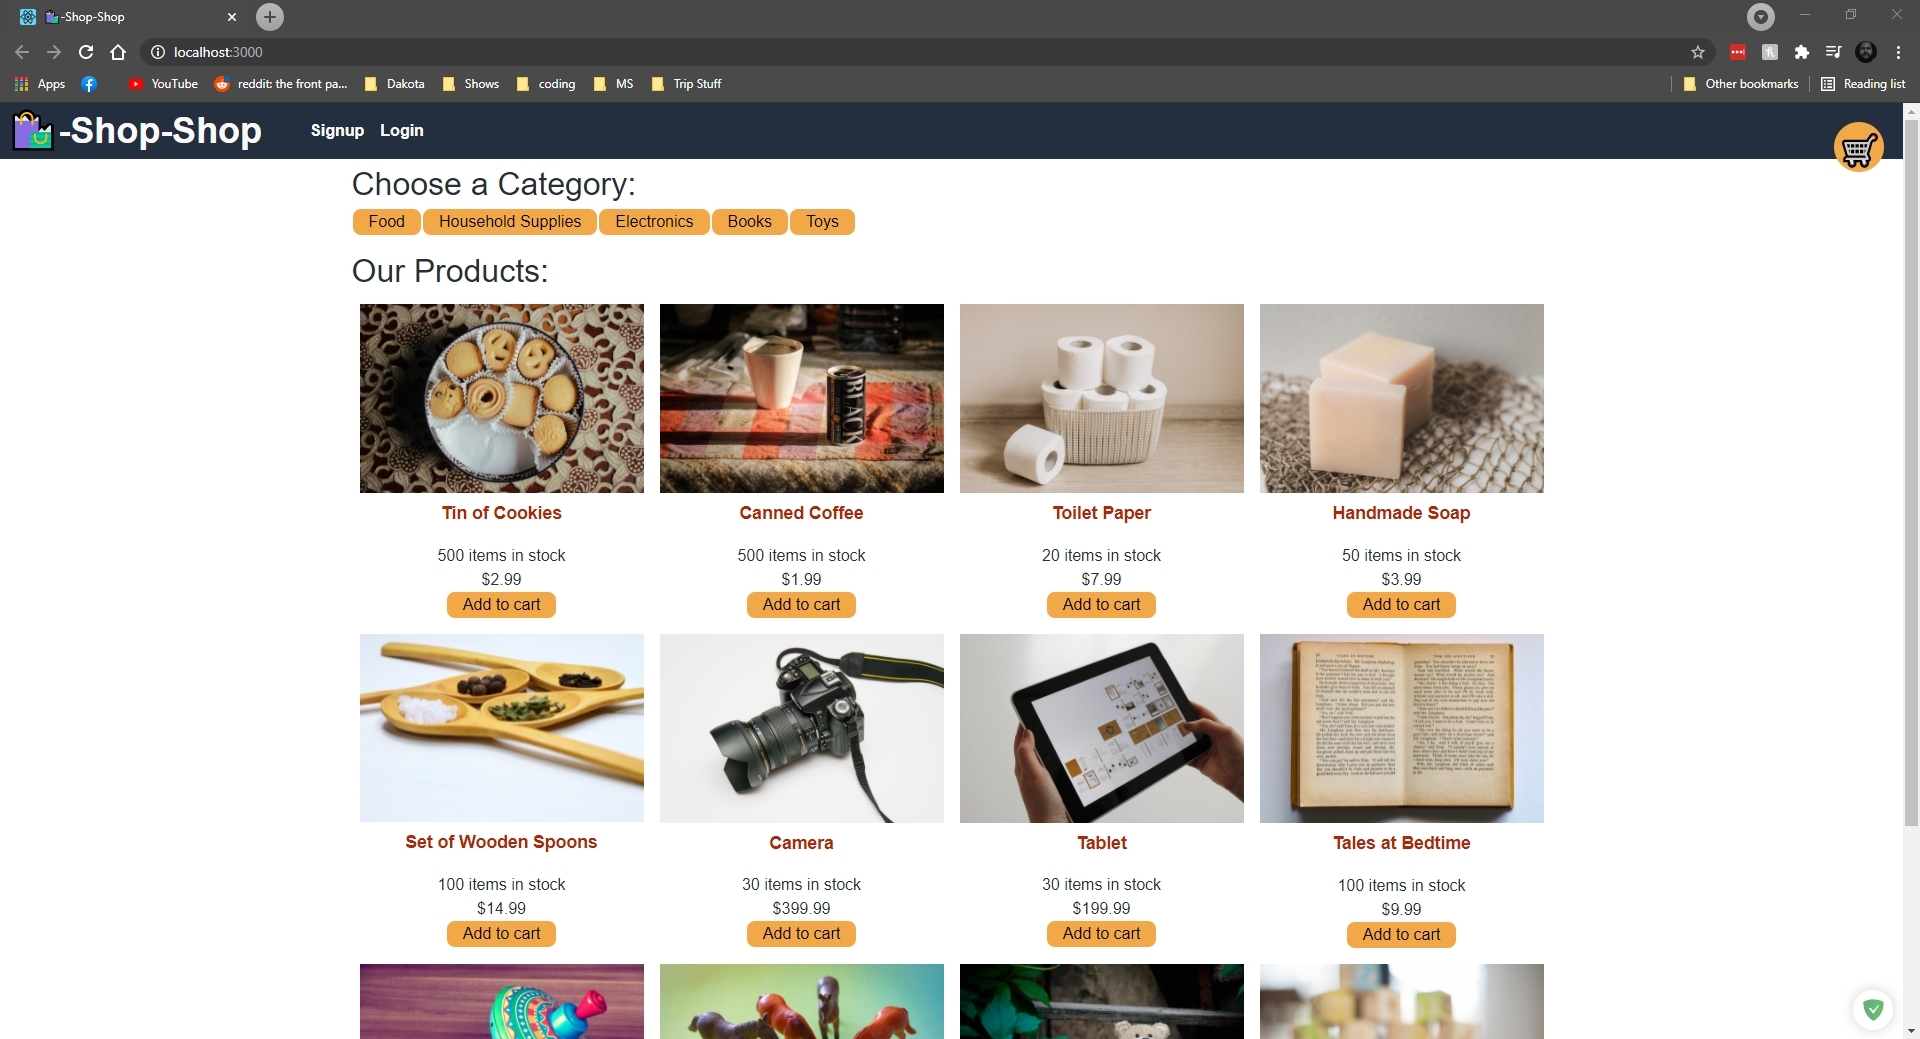 -Shop-Shop
localhost:3000
Apps YouTube reddit: the front pa... Dakota Shows coding MS Trip Stuff Other bookmarks Reading list
-Shop-Shop Signup Login
Choose a Category:
Food Household Supplies Electronics Books Toys
Our Products:
BLACK
Tin of Cookies Canned Coffee Toilet Paper Handmade Soap
500 items in stock 500 items in stock 20 items in stock 50 items in stock
$2.99 $1.99 $7.99 $3.99
Add to cart Add to cart Add to cart Add to cart
Set of Wooden Spoons Camera Tablet Tales at Bedtime
100 items in stock 30 items in stock 30 items in stock 100 items in stock
$14.99 $399.99 $199.99 $9.99
Add to cart Add to cart Add to cart Add to cart